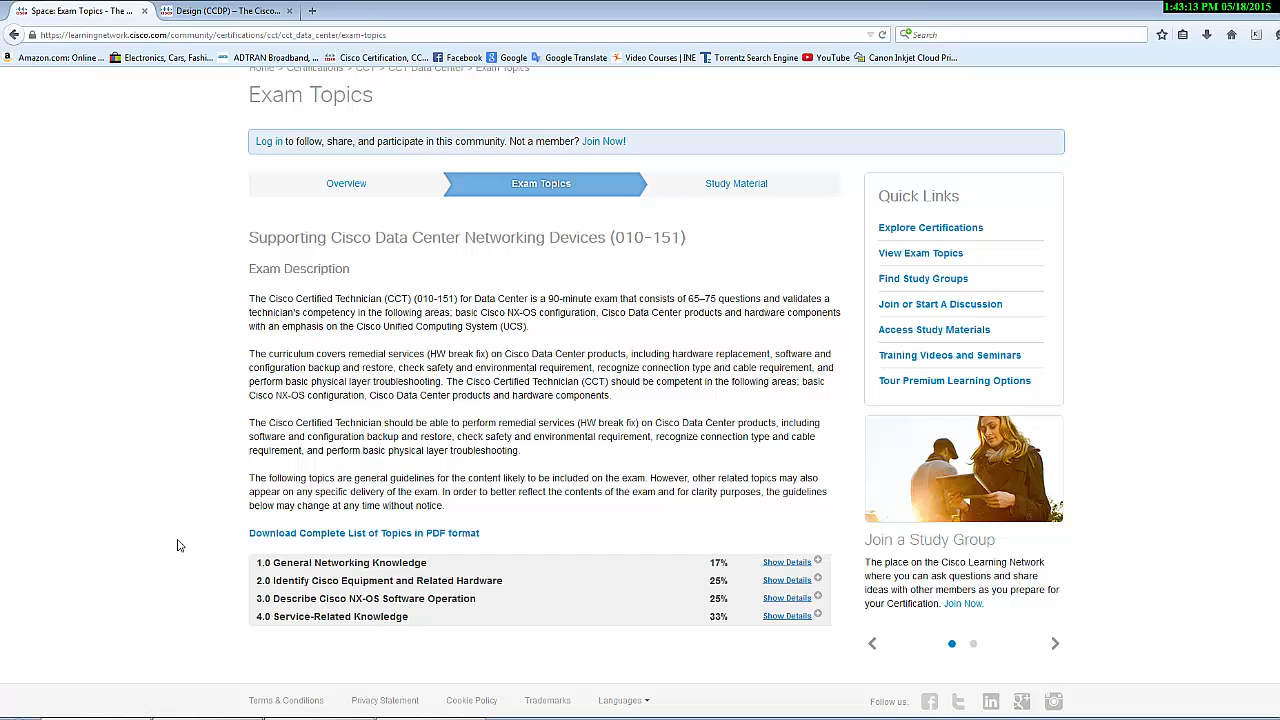 1:43:13 PM 05/18/2015
Space: Exam Topics - The ... ×
Design (CCDP) – The Cisco... ×
+
https://learningnetwork.cisco.com/community/certifications/cct/cct_data_center/exam-topics
Search
Amazon.com: Online ...
Electronics, Cars, Fashi...
ADTRAN Broadband, ...
Cisco Certification, CC...
Facebook
Google
Google Translate
Video Courses | INE
Torrentz Search Engine
YouTube
Canon Inkjet Cloud Pri...
Home > Certifications > CCT > CCT Data Center > Exam Topics
Exam Topics
Log in to follow, share, and participate in this community. Not a member? Join Now!
Overview
Exam Topics
Study Material
Supporting Cisco Data Center Networking Devices (010-151)
Exam Description
The Cisco Certified Technician (CCT) (010-151) for Data Center is a 90-minute exam that consists of 65–75 questions and validates a
technician's competency in the following areas; basic Cisco NX-OS configuration, Cisco Data Center products and hardware components
with an emphasis on the Cisco Unified Computing System (UCS).
The curriculum covers remedial services (HW break fix) on Cisco Data Center products, including hardware replacement, software and
configuration backup and restore, check safety and environmental requirement, recognize connection type and cable requirement, and
perform basic physical layer troubleshooting. The Cisco Certified Technician (CCT) should be competent in the following areas; basic
Cisco NX-OS configuration, Cisco Data Center products and hardware components.
The Cisco Certified Technician should be able to perform remedial services (HW break fix) on Cisco Data Center products, including
software and configuration backup and restore, check safety and environmental requirement, recognize connection type and cable
requirement, and perform basic physical layer troubleshooting.
The following topics are general guidelines for the content likely to be included on the exam. However, other related topics may also
appear on any specific delivery of the exam. In order to better reflect the contents of the exam and for clarity purposes, the guidelines
below may change at any time without notice.
Download Complete List of Topics in PDF format
1.0 General Networking Knowledge 17% Show Details
2.0 Identify Cisco Equipment and Related Hardware 25% Show Details
3.0 Describe Cisco NX-OS Software Operation 25% Show Details
4.0 Service-Related Knowledge 33% Show Details
Quick Links
Explore Certifications
View Exam Topics
Find Study Groups
Join or Start A Discussion
Access Study Materials
Training Videos and Seminars
Tour Premium Learning Options
Join a Study Group
The place on the Cisco Learning Network
where you can ask questions and share
ideas with other members as you prepare for
your Certification. Join Now.
Terms & Conditions
Privacy Statement
Cookie Policy
Trademarks
Languages
Follow us: